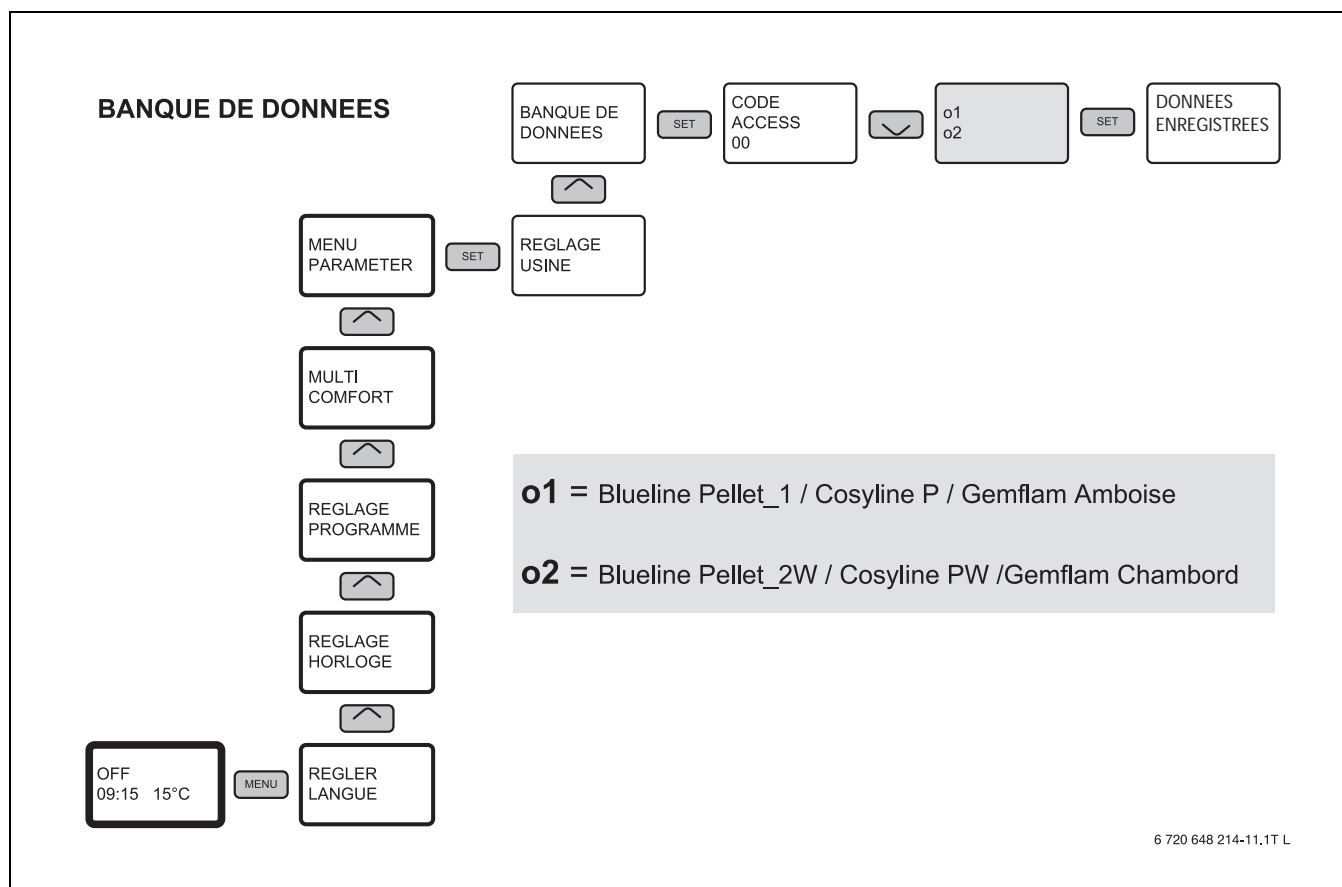 BANQUE DE DONNEES
BANQUE DE
DONNEES
SET
CODE
ACCESS
00
o1
o2
SET
DONNEES
ENREGISTREES
MENU
PARAMETER
SET
REGLAGE
USINE
MULTI
COMFORT
REGLAGE
PROGRAMME
o1 = Blueline Pellet_1 / Cosyline P / Gemflam Amboise
o2 = Blueline Pellet_2W / Cosyline PW /Gemflam Chambord
REGLAGE
HORLOGE
OFF
09:15 15°C
MENU
REGLER
LANGUE
6 720 648 214-11.1T L